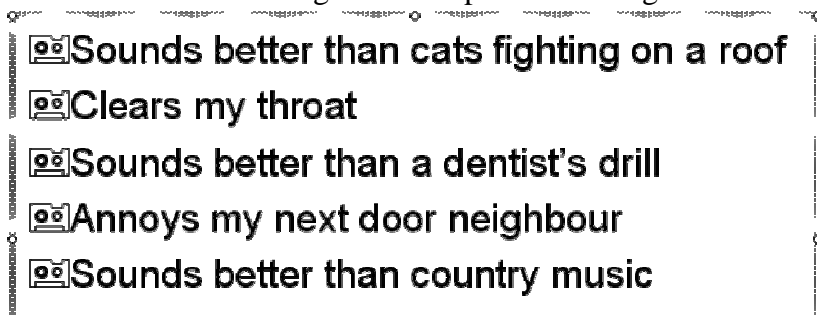 Sounds better than cats fighting on a roof
Clears my throat
Sounds better than a dentist’s drill
Annoys my next door neighbour
Sounds better than country music